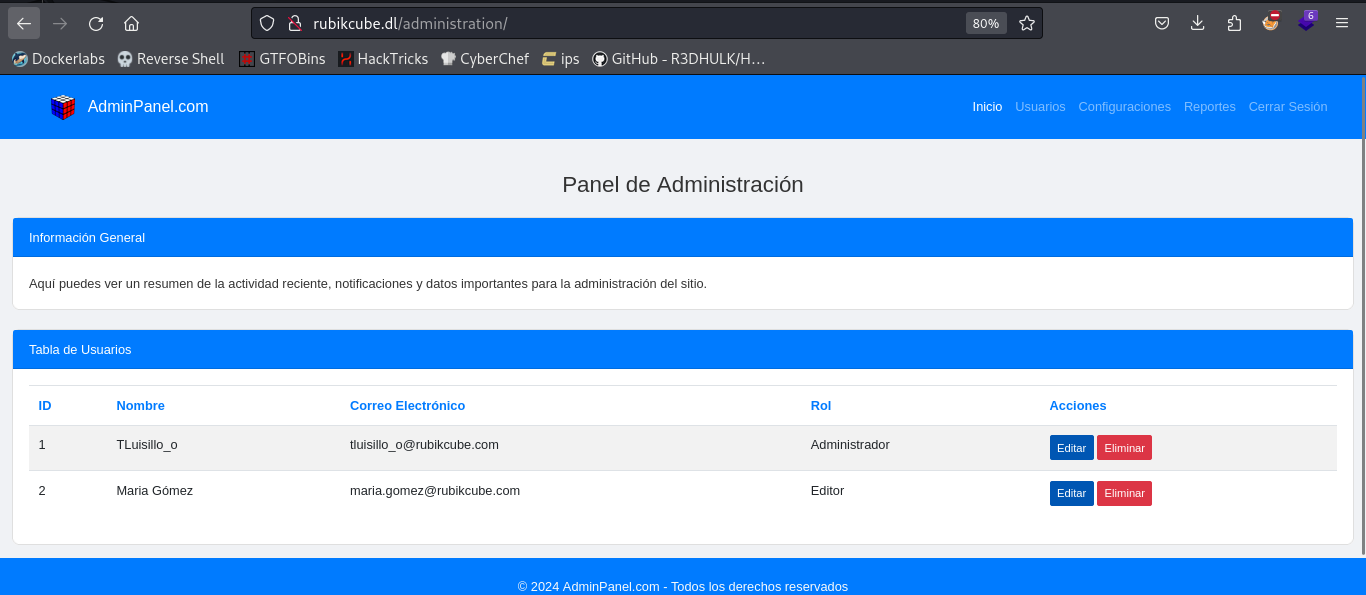 rubikcube.dl/administration/ 80% 6
Dockerlabs Reverse Shell GTFOBins HackTricks CyberChef ips GitHub - R3DHULK/H...
AdminPanel.com Inicio Usuarios Configuraciones Reportes Cerrar Sesión
Panel de Administración
Información General
Aquí puedes ver un resumen de la actividad reciente, notificaciones y datos importantes para la administración del sitio.
Tabla de Usuarios
ID Nombre Correo Electrónico Rol Acciones
1 TLuisillo_o tluisillo_o@rubikcube.com Administrador Editar Eliminar
2 Maria Gómez maria.gomez@rubikcube.com Editor Editar Eliminar
© 2024 AdminPanel.com - Todos los derechos reservados